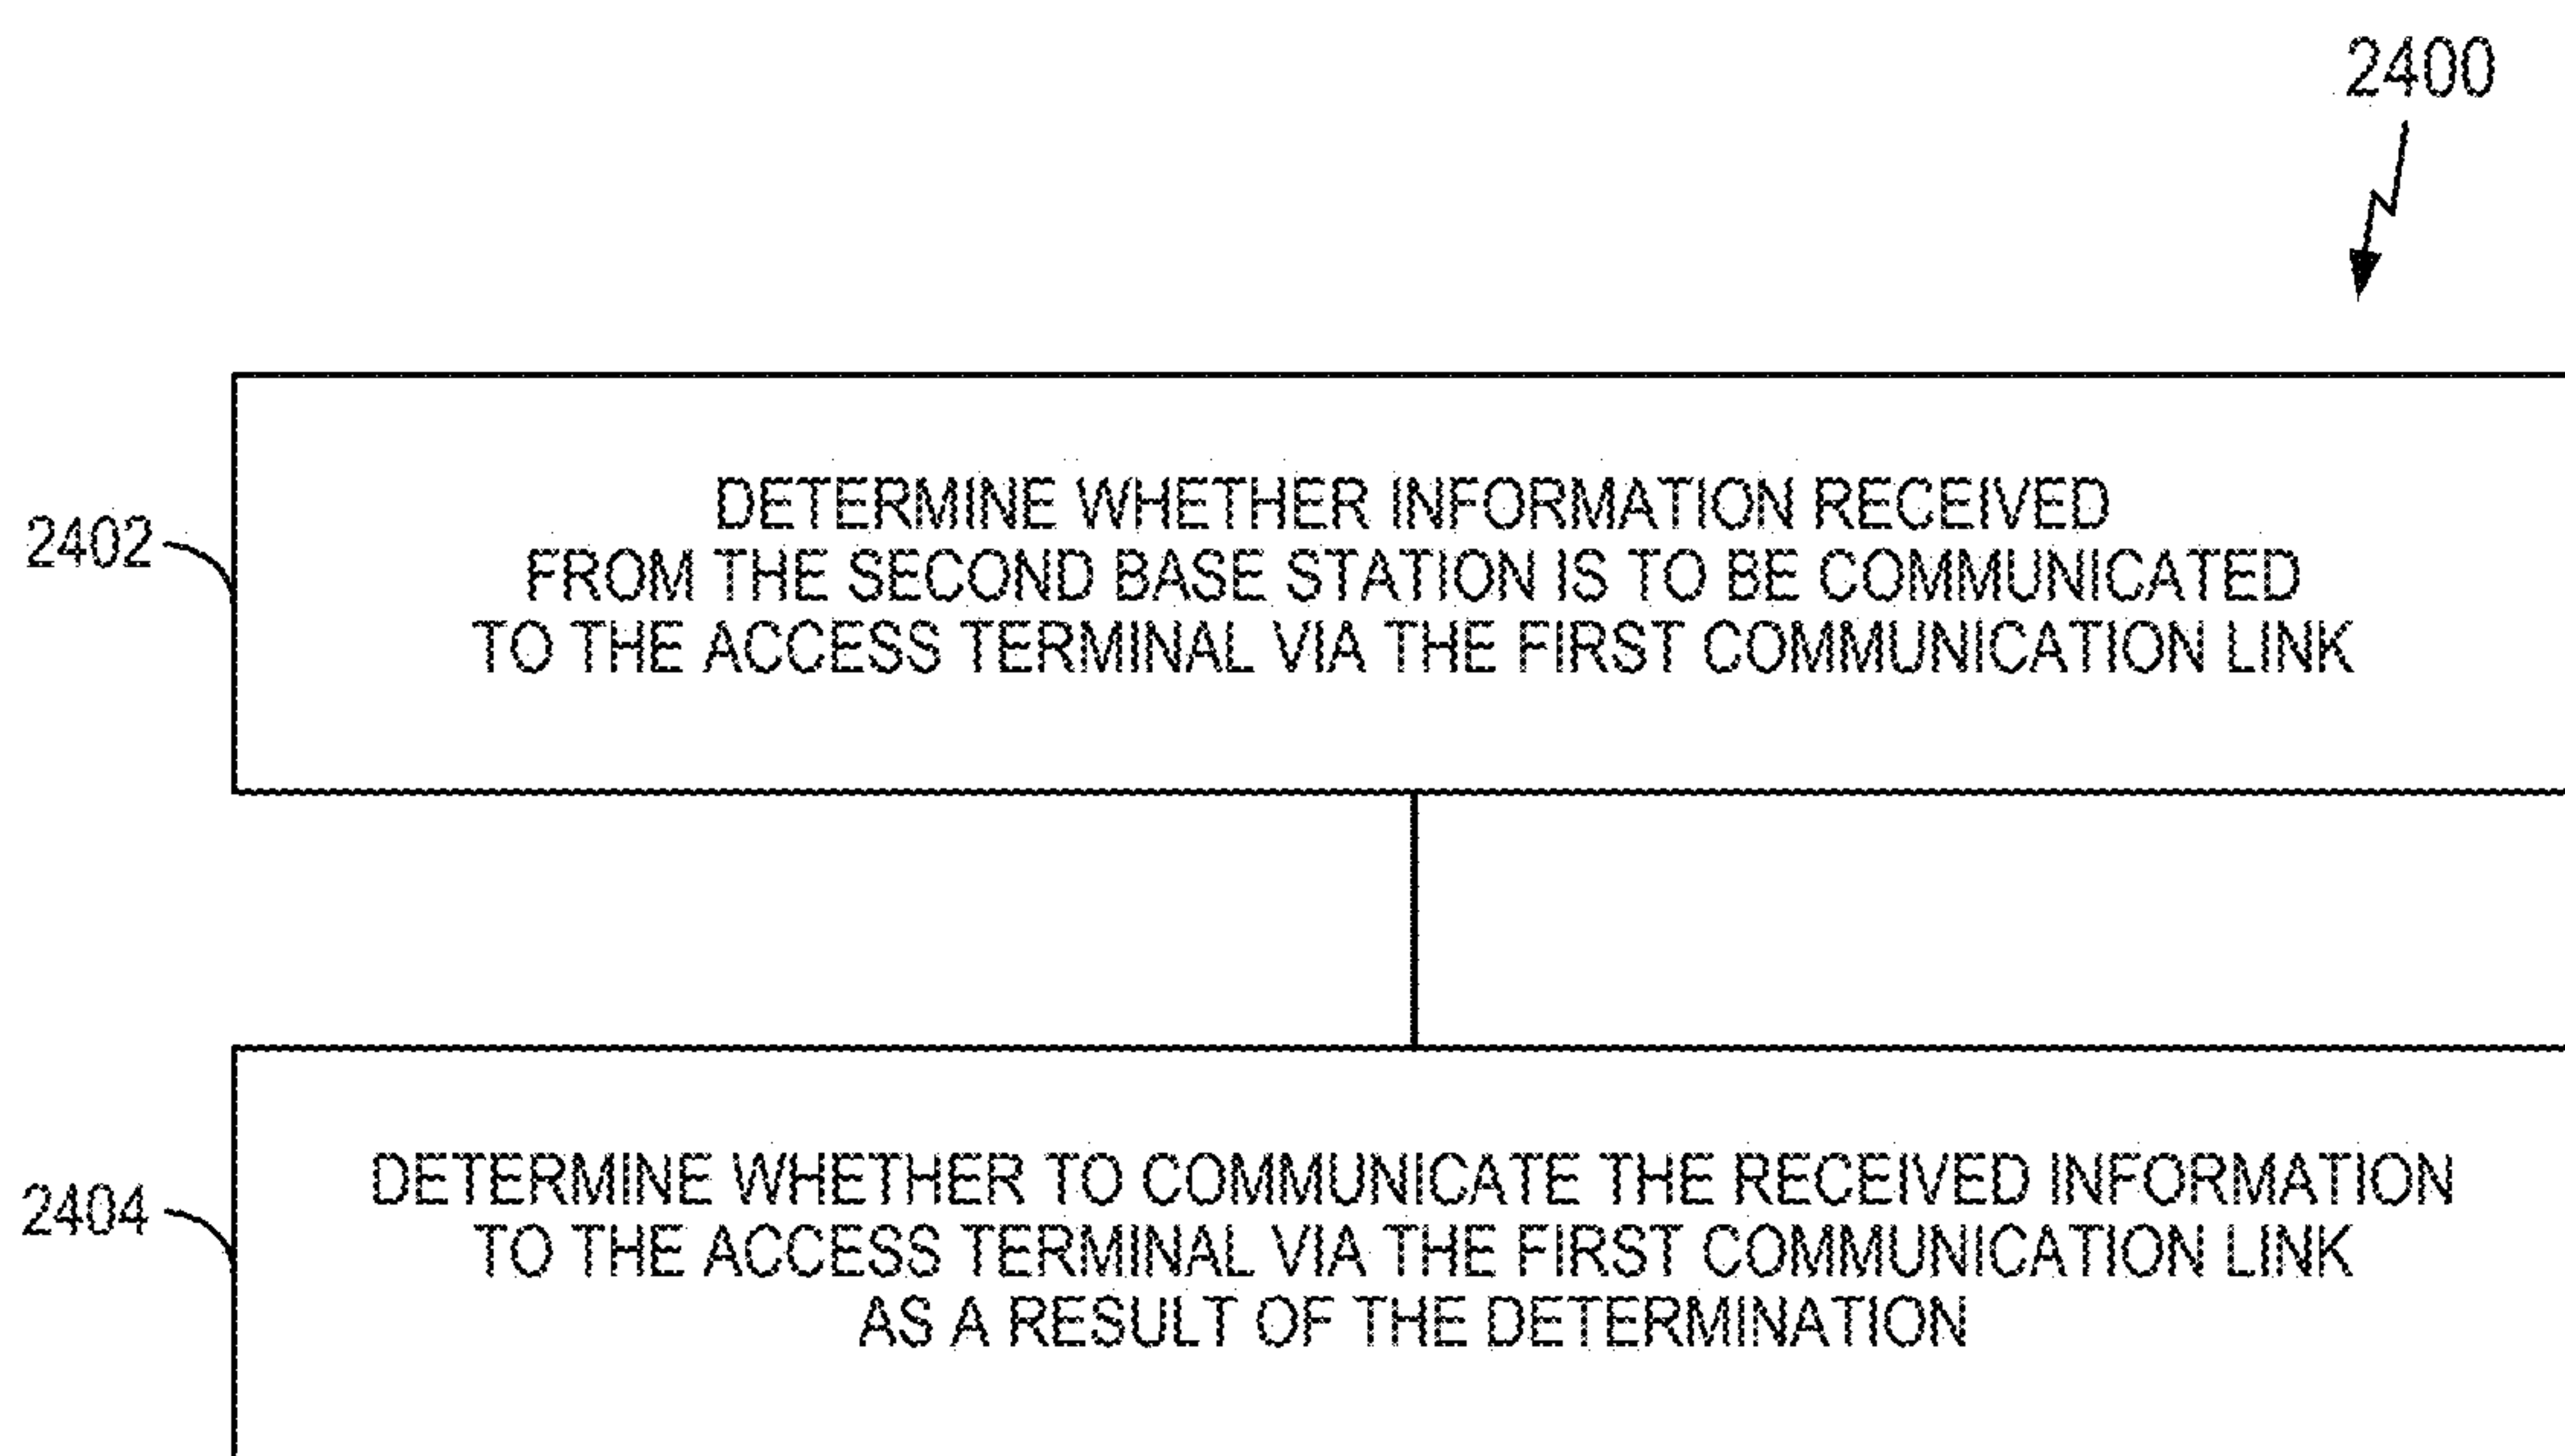 2400
2402
DETERMINE WHETHER INFORMATION RECEIVED
FROM THE SECOND BASE STATION IS TO BE COMMUNICATED
TO THE ACCESS TERMINAL VIA THE FIRST COMMUNICATION LINK
2404
DETERMINE WHETHER TO COMMUNICATE THE RECEIVED INFORMATION
TO THE ACCESS TERMINAL VIA THE FIRST COMMUNICATION LINK
AS A RESULT OF THE DETERMINATION